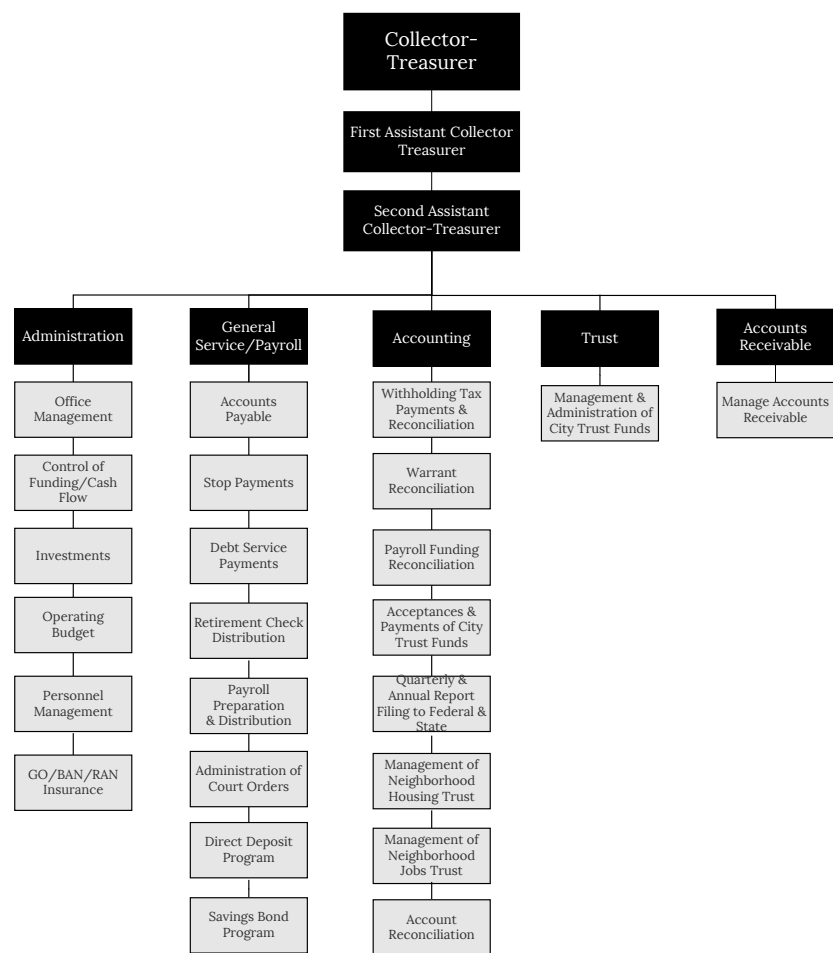 Collector-
Treasurer
First Assistant Collector
Treasurer
Second Assistant
Collector-Treasurer
Administration
General
Service/Payroll
Accounting
Trust
Accounts
Receivable
Office
Management
Control of
Funding/Cash
Flow
Investments
Operating
Budget
Personnel
Management
GO/BAN/RAN
Insurance
Accounts
Payable
Stop Payments
Debt Service
Payments
Retirement Check
Distribution
Payroll
Preparation
& Distribution
Administration of
Court Orders
Direct Deposit
Program
Savings Bond
Program
Withholding Tax
Payments &
Reconciliation
Warrant
Reconciliation
Payroll Funding
Reconciliation
Acceptances &
Payments of City
Trust Funds
Quarterly &
Annual Report
Filing to Federal &
State
Management of
Neighborhood
Housing Trust
Management of
Neighborhood
Jobs Trust
Account
Reconciliation
Management &
Administration of
City Trust Funds
Manage Accounts
Receivable